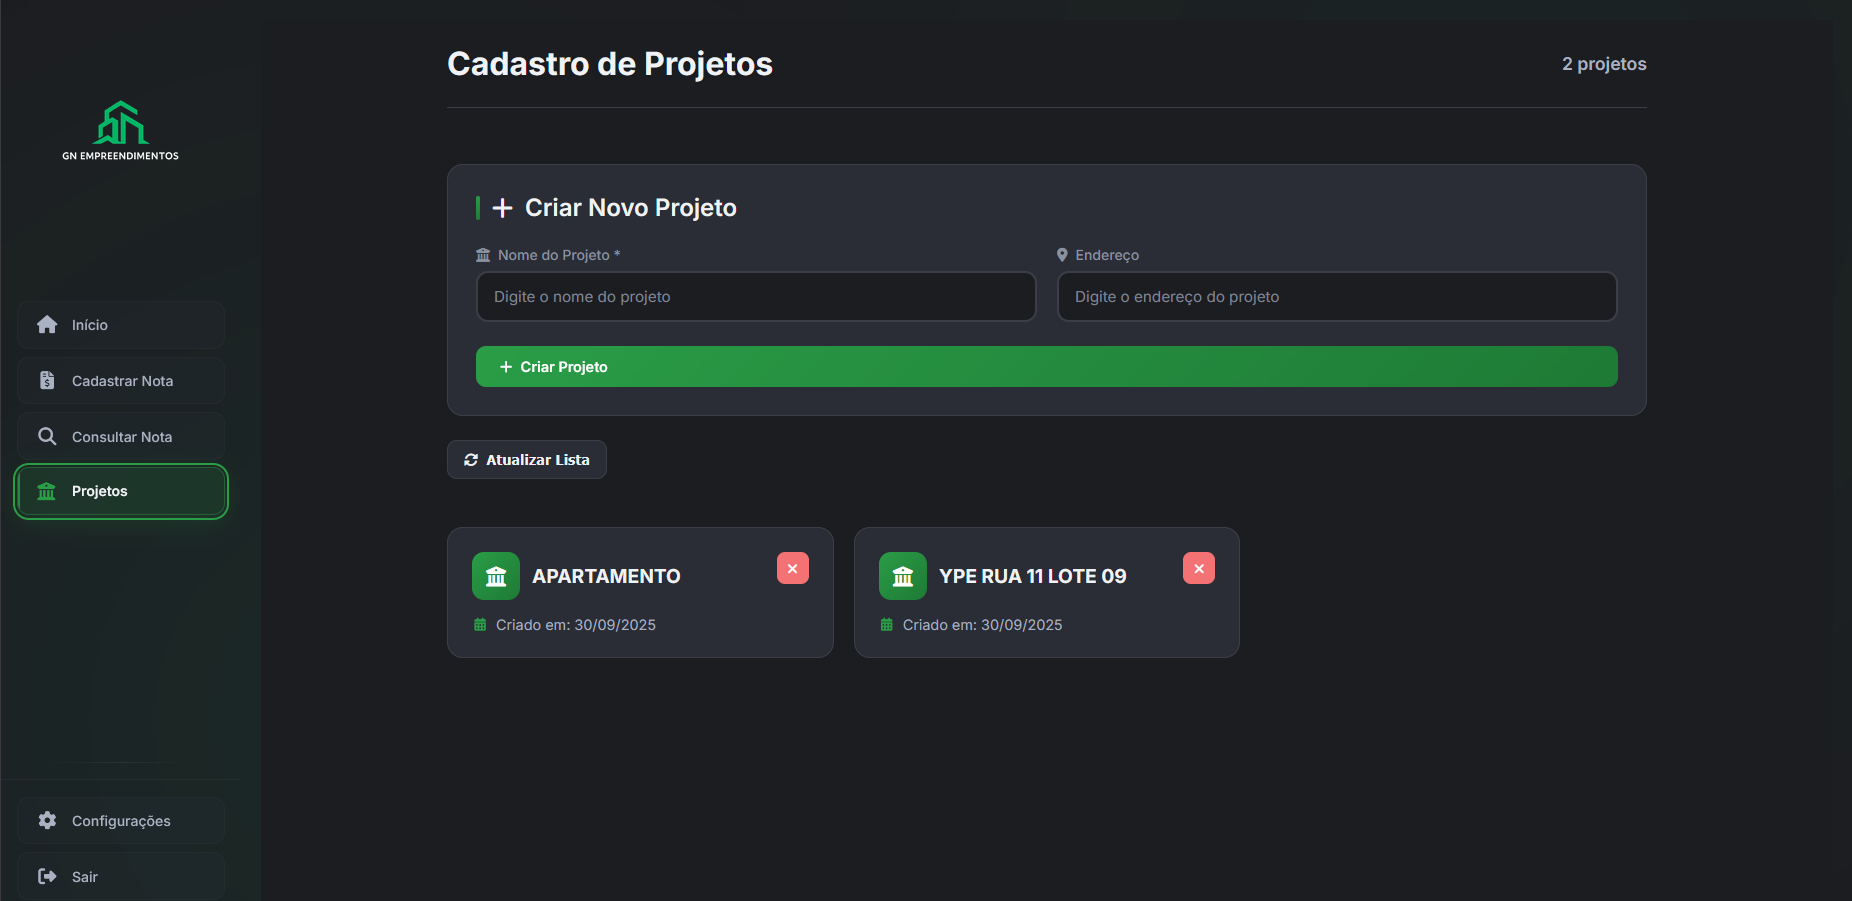 GN EMPREENDIMENTOS
Início
Cadastrar Nota
Consultar Nota
Projetos
Configurações
Sair
Cadastro de Projetos
2 projetos
Criar Novo Projeto
Nome do Projeto *
Endereço
Digite o nome do projeto
Digite o endereço do projeto
Criar Projeto
Atualizar Lista
APARTAMENTO
Criado em: 30/09/2025
YPE RUA 11 LOTE 09
Criado em: 30/09/2025